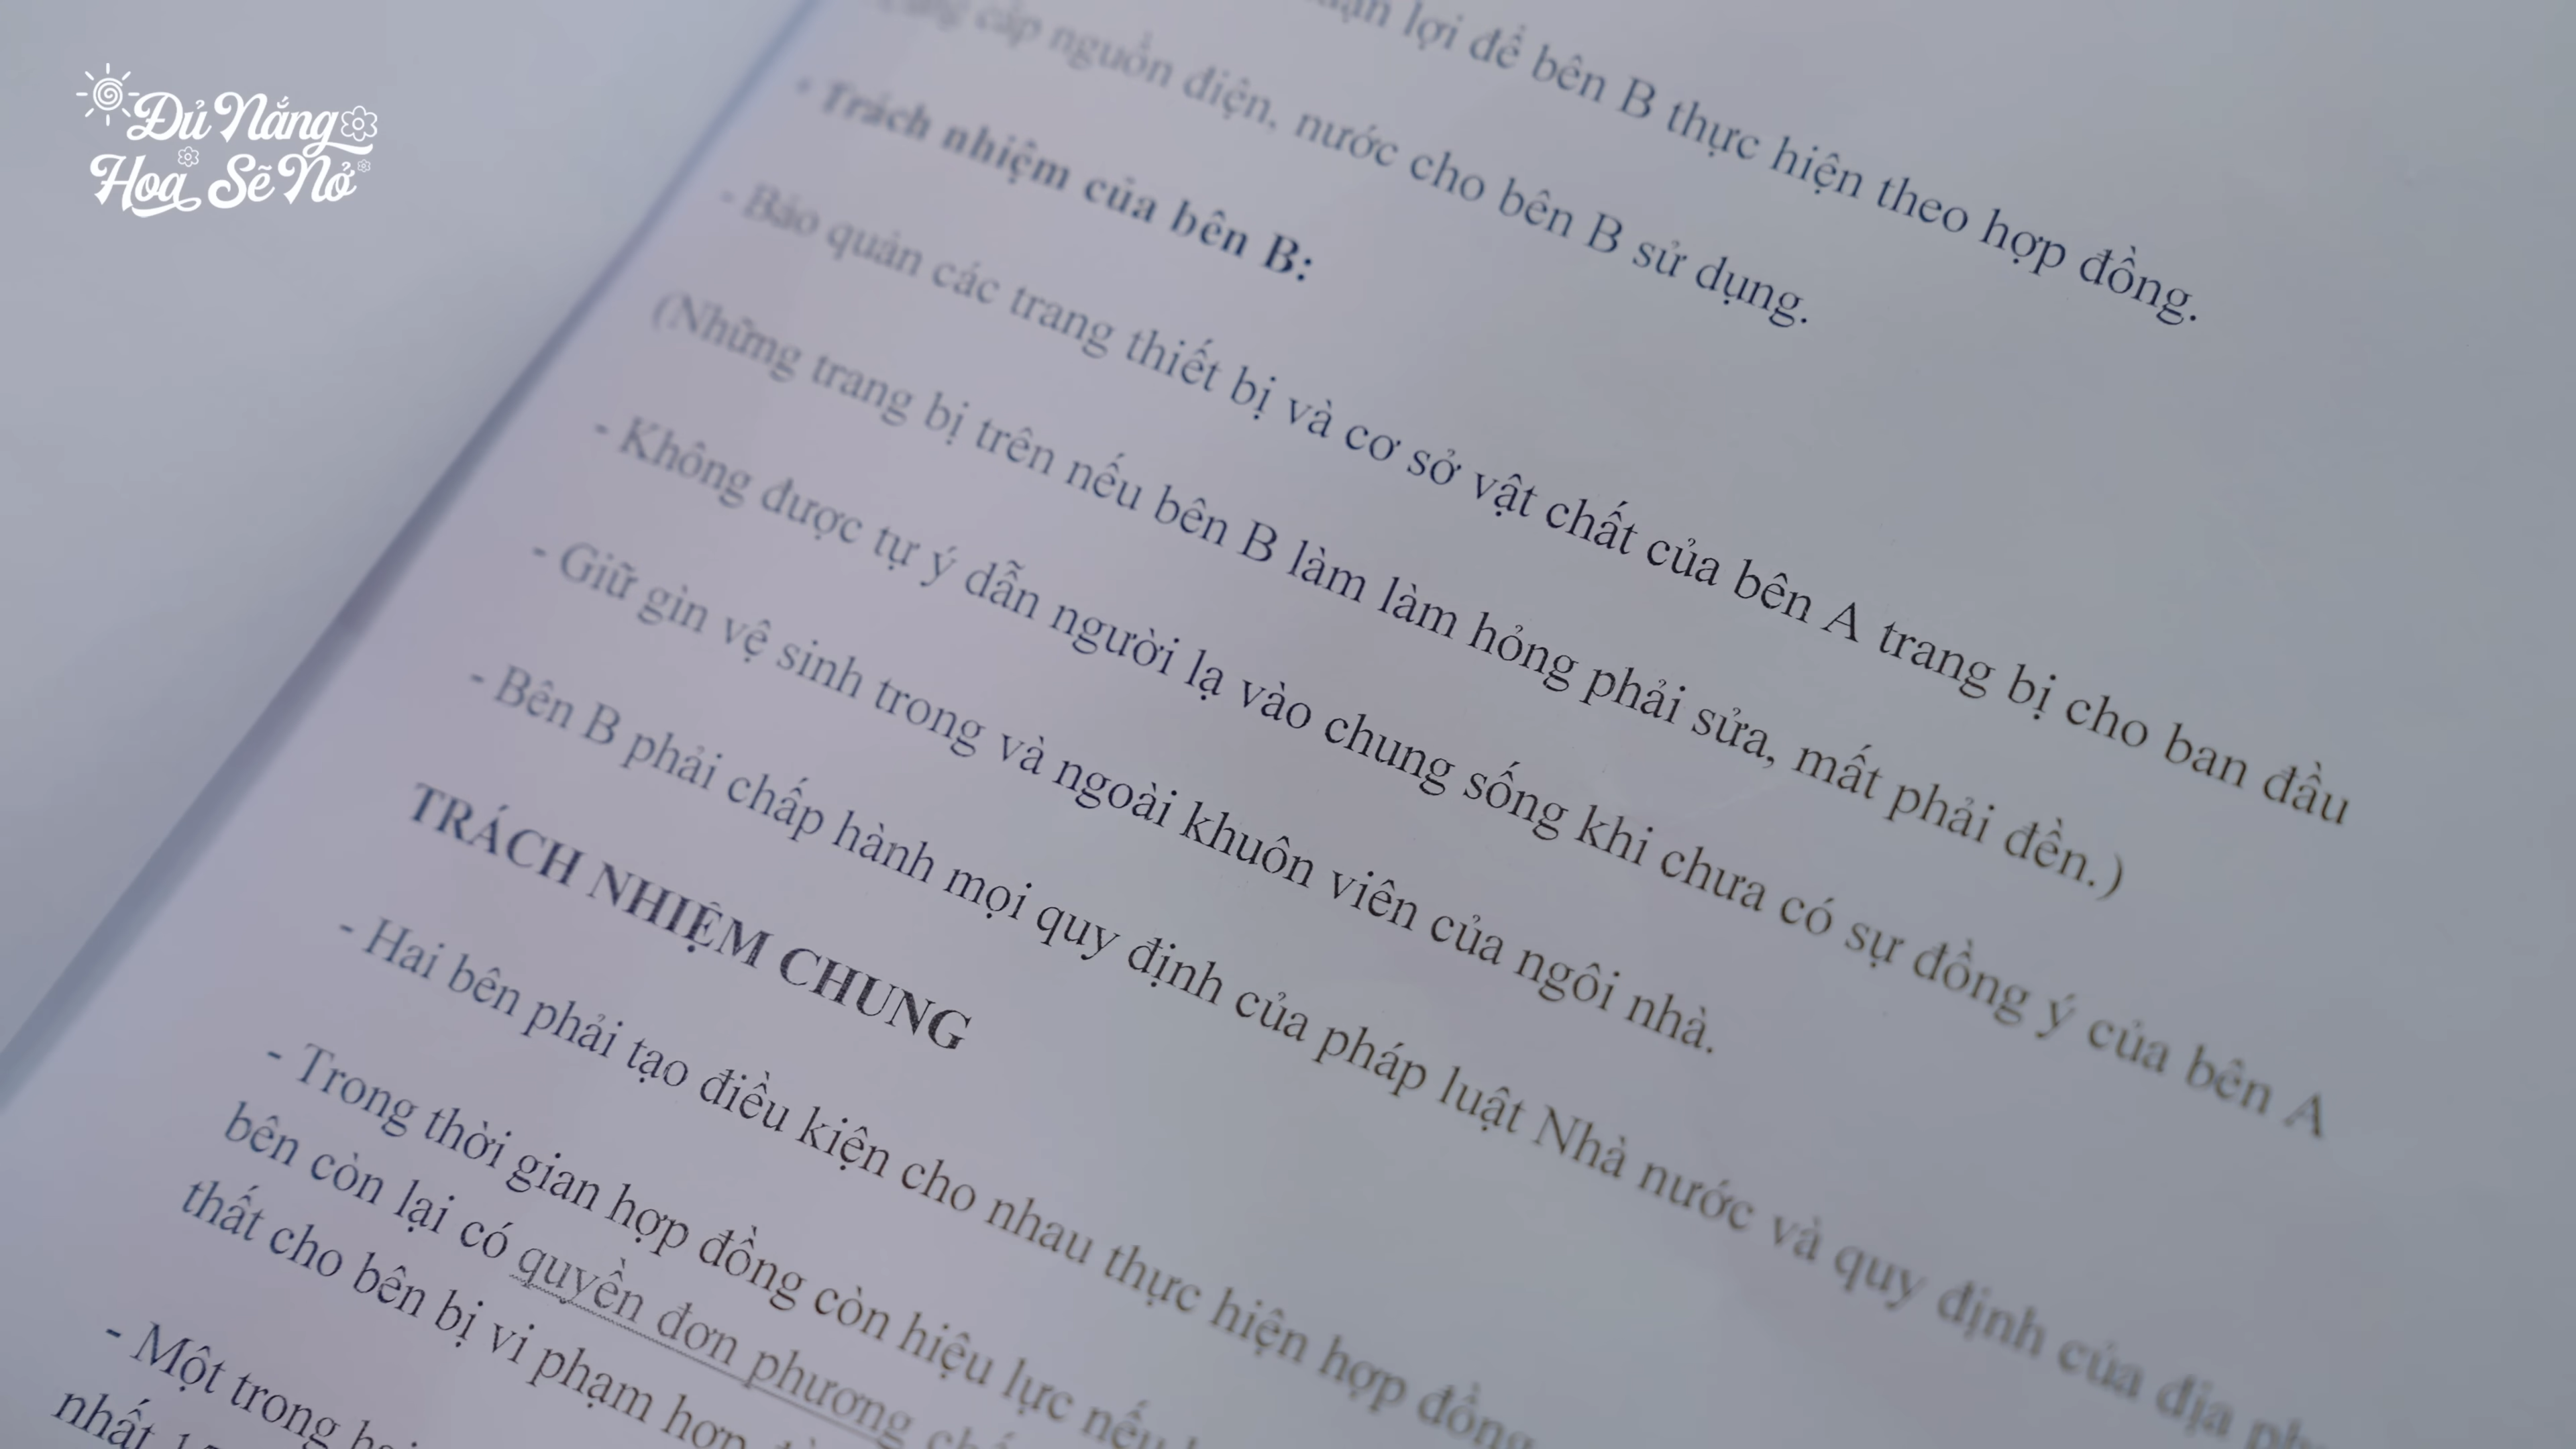 Đủ Nắng
Hoa Sẽ Nở
lợi để bên B thực hiện theo hợp đồng.
cấp nguồn điện, nước cho bên B sử dụng.
* Trách nhiệm của bên B:
- Bảo quản các trang thiết bị và cơ sở vật chất của bên A trang bị cho ban đầu
(Những trang bị trên nếu bên B làm làm hỏng phải sửa, mất phải đền.)
- Không được tự ý dẫn người lạ vào chung sống khi chưa có sự đồng ý của bên A
- Giữ gìn vệ sinh trong và ngoài khuôn viên của ngôi nhà.
- Bên B phải chấp hành mọi quy định của pháp luật Nhà nước và quy định của địa
TRÁCH NHIỆM CHUNG
- Hai bên phải tạo điều kiện cho nhau thực hiện hợp đồng
- Trong thời gian hợp đồng còn hiệu lực nếu
bên còn lại có quyền đơn phương
thất cho bên bị vi phạm hợp
- Một trong
nhất